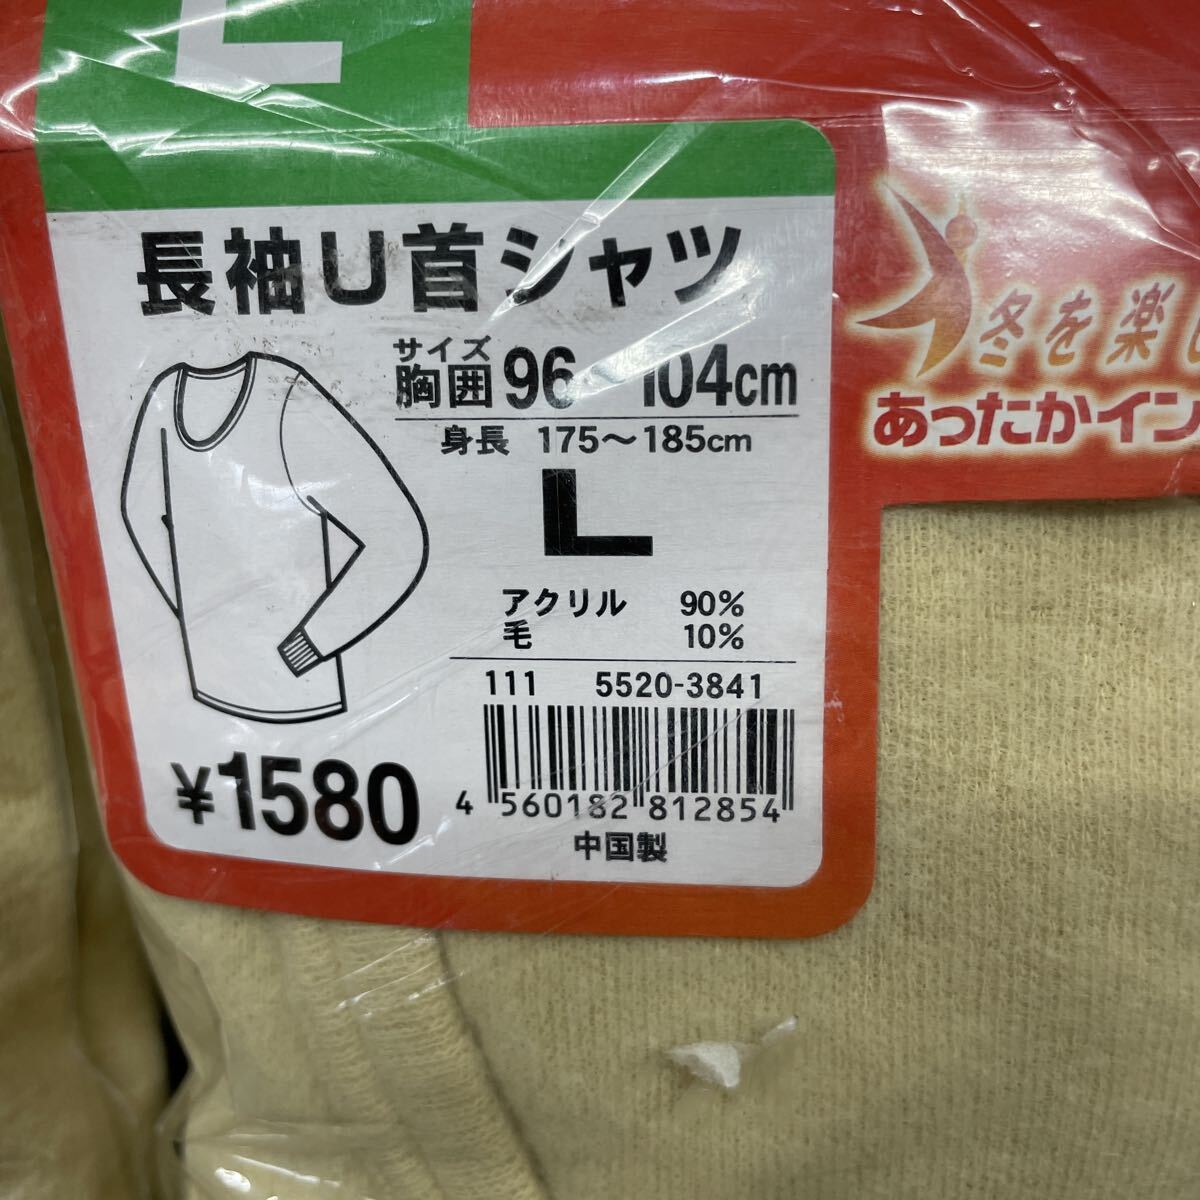 L
長袖U首シャツ
サイズ
胸囲 96 104cm
身長 175～185cm
L
アクリル 90%
毛 10%
111 5520-3841
4 560182 812854
中国製
¥1580
冬を楽し
あったかイン